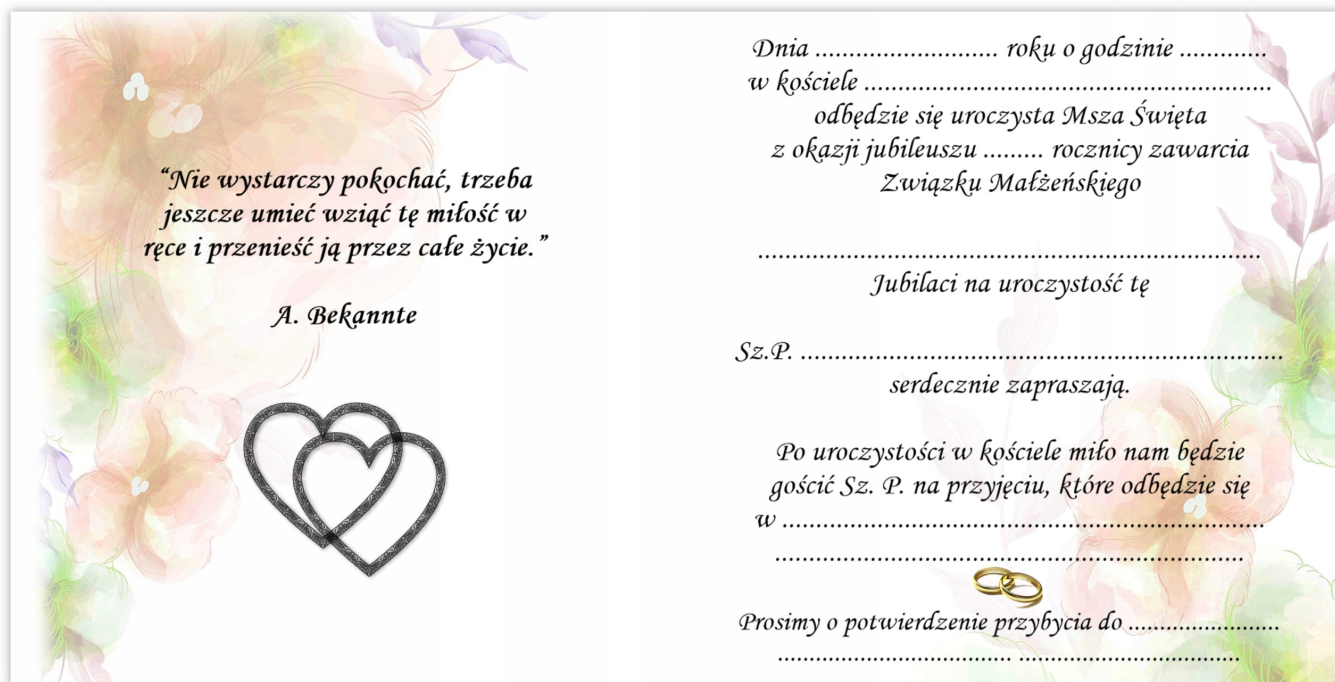 “Nie wystarczy pokochać, trzeba
jeszcze umieć wziąć tę miłość w
ręce i przenieść ją przez całe życie.”
A. Bekannte
Dnia ........................... roku o godzinie .............
w kościele ............................................................
odbędzie się uroczysta Msza Święta
z okazji jubileuszu ......... rocznicy zawarcia
Związku Małżeńskiego
..........................................................................
Jubilaci na uroczystość tę
Sz.P. .......................................................................
serdecznie zapraszają.
Po uroczystości w kościele miło nam będzie
gościć Sz. P. na przyjęciu, które odbędzie się
w .......................................................................
.....................................................................
Prosimy o potwierdzenie przybycia do ......................
.................................. ................................